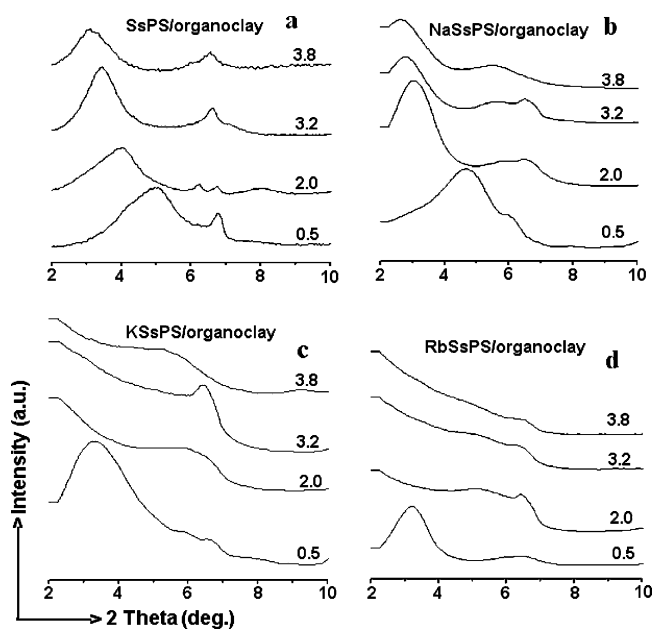 SsPS/organoclay
a
3.8
3.2
2.0
0.5
2 4 6 8 10
NaSsPS/organoclay
b
3.8
3.2
2.0
0.5
2 4 6 8 10
KSsPS/organoclay
c
3.8
3.2
2.0
0.5
2 4 6 8 10
RbSsPS/organoclay
d
3.8
3.2
2.0
0.5
2 4 6 8 10
Intensity (a.u.)
2 Theta (deg.)